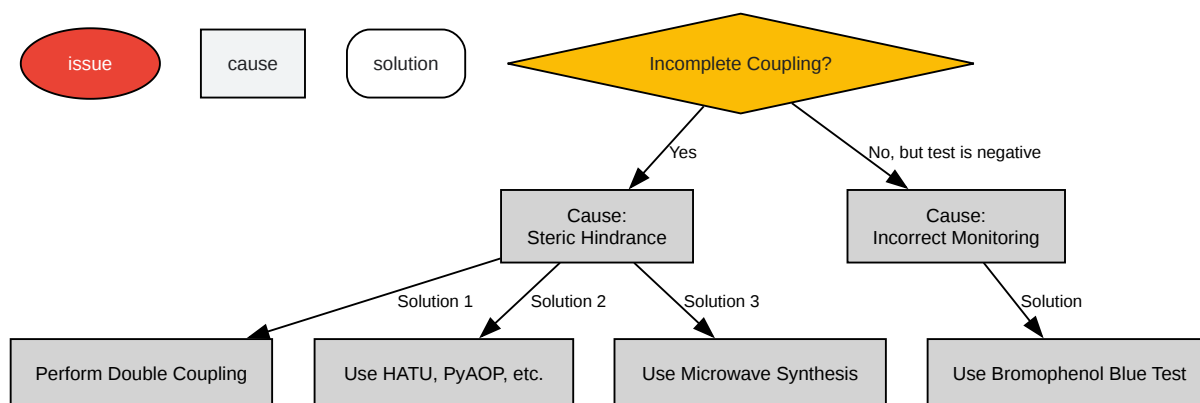 issue
cause
solution
Incomplete Coupling?
Yes
No, but test is negative
Cause:
Steric Hindrance
Cause:
Incorrect Monitoring
Solution 1
Solution 2
Solution 3
Solution
Perform Double Coupling
Use HATU, PyAOP, etc.
Use Microwave Synthesis
Use Bromophenol Blue Test